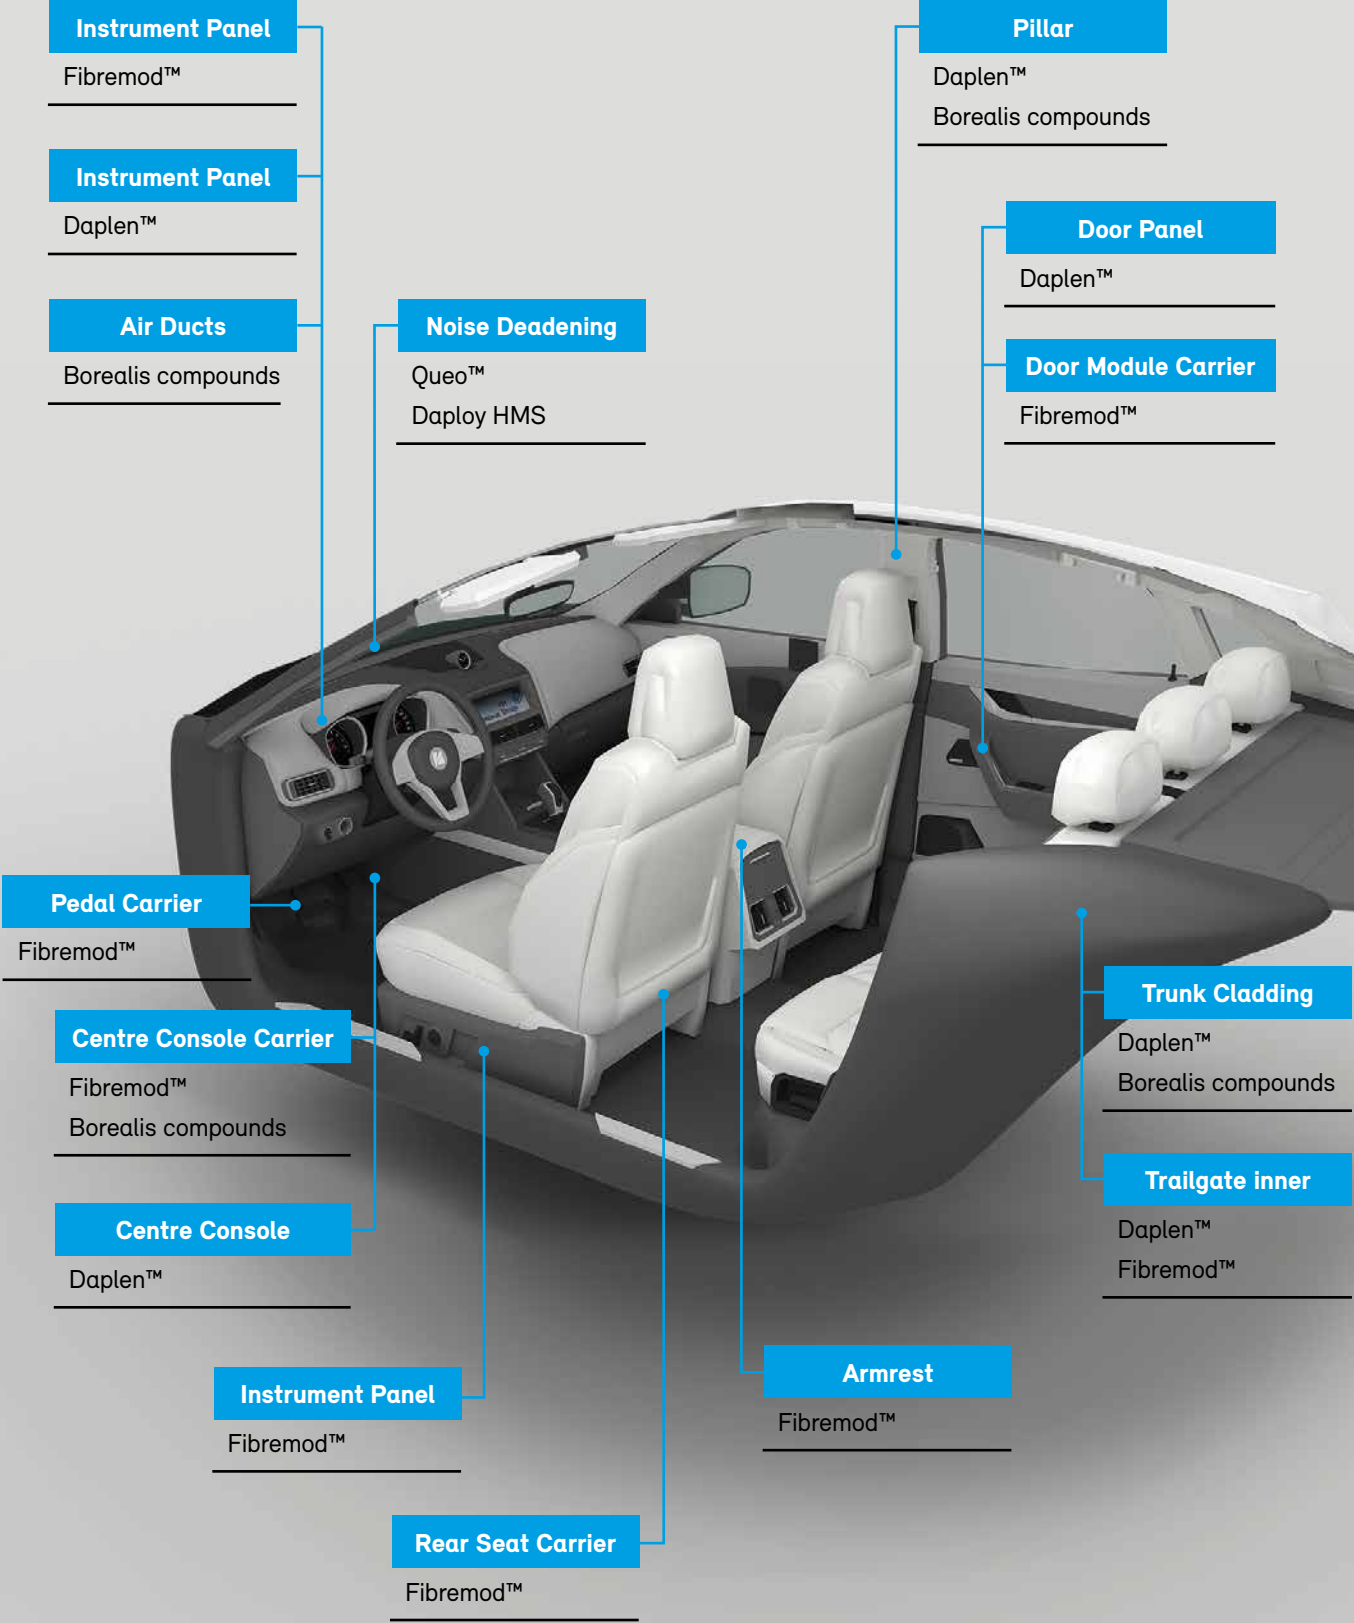 Instrument Panel
Fibremod™
Instrument Panel
Daplen™
Air Ducts
Borealis compounds
Noise Deadening
Queo™
Daploy HMS
Pillar
Daplen™
Borealis compounds
Door Panel
Daplen™
Door Module Carrier
Fibremod™
Pedal Carrier
Fibremod™
Centre Console Carrier
Fibremod™
Borealis compounds
Centre Console
Daplen™
Instrument Panel
Fibremod™
Rear Seat Carrier
Fibremod™
Armrest
Fibremod™
Trunk Cladding
Daplen™
Borealis compounds
Trailgate inner
Daplen™
Fibremod™